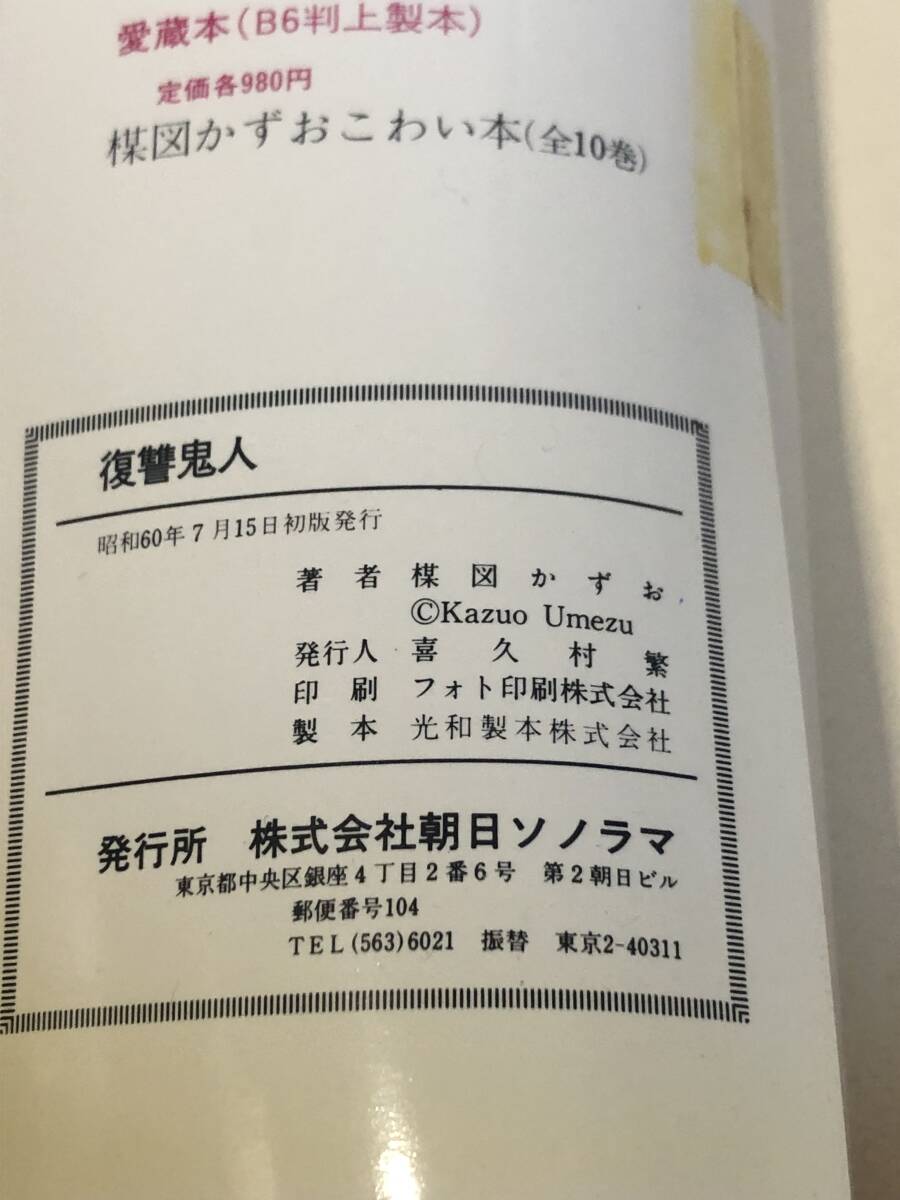 愛蔵本(B6判上製本)
定価各980円
楳図かずおこわい本(全10巻)
復讐鬼人
昭和60年7月15日初版発行
著者 楳図かずお
©Kazuo Umezu
発行人 喜久村繁
印刷 フォト印刷株式会社
製本 光和製本株式会社
発行所 株式会社朝日ソノラマ
東京都中央区銀座4丁目2番6号 第2朝日ビル
郵便番号104
TEL(563)6021 振替 東京2-40311